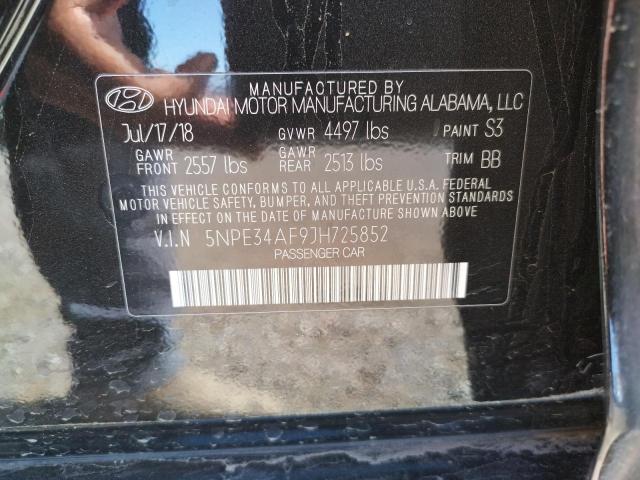 MANUFACTURED BY
HYUNDAI MOTOR MANUFACTURING ALABAMA, LLC
Jul/17/18 GVWR 4497 lbs PAINT S3
GAWR FRONT 2557 lbs GAWR REAR 2513 lbs TRIM BB
THIS VEHICLE CONFORMS TO ALL APPLICABLE U.S.A. FEDERAL
MOTOR VEHICLE SAFETY, BUMPER, AND THEFT PREVENTION STANDARDS
IN EFFECT ON THE DATE OF MANUFACTURE SHOWN ABOVE
V.I.N 5NPE34AF9JH725852
PASSENGER CAR